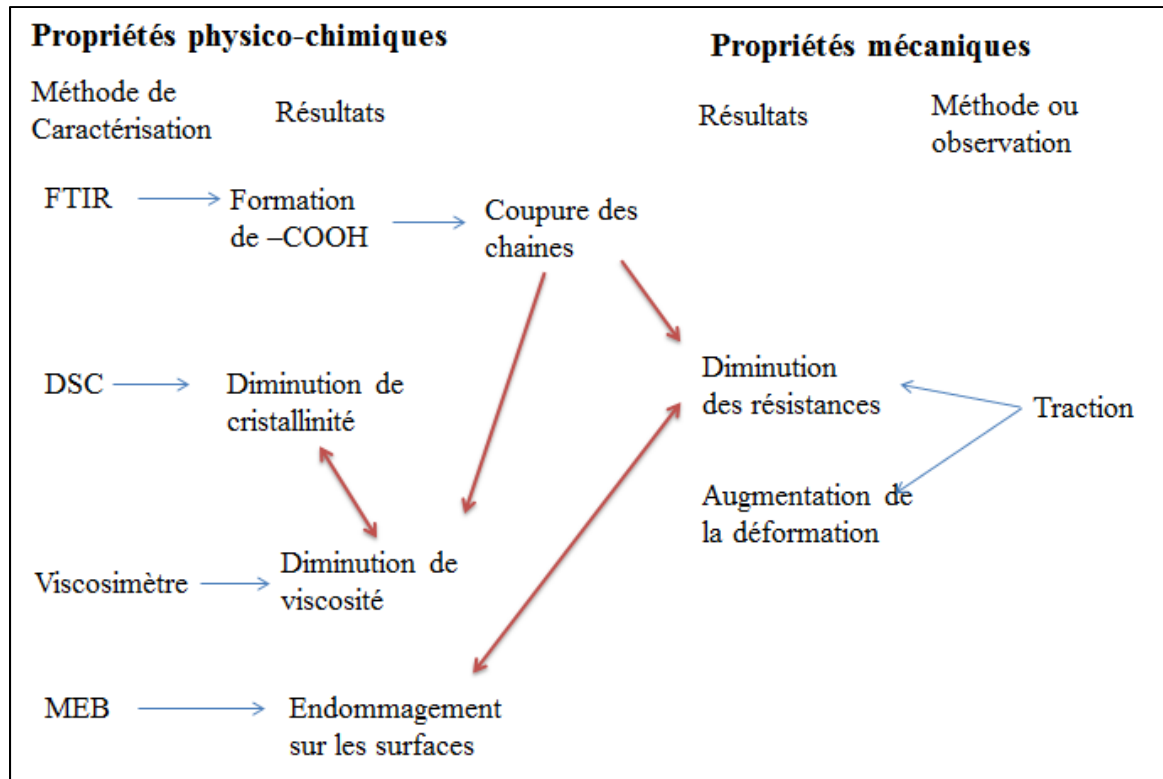 Propriétés physico-chimiques
Propriétés mécaniques
Méthode de
Caractérisation
Résultats
Résultats
Méthode ou
observation
FTIR
Formation
de –COOH
Coupure des
chaines
DSC
Diminution de
cristallinité
Diminution
des résistances
Traction
Augmentation de
la déformation
Viscosimètre
Diminution de
viscosité
MEB
Endommagement
sur les surfaces